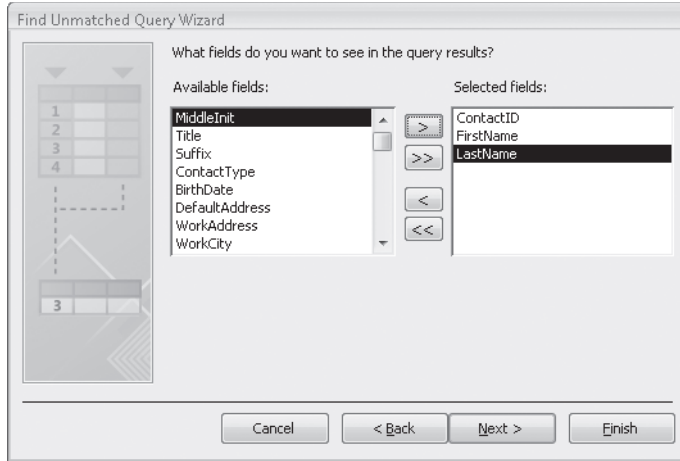 Find Unmatched Query Wizard
What fields do you want to see in the query results?
Available fields:
MiddleInit
Title
Suffix
ContactType
BirthDate
DefaultAddress
WorkAddress
WorkCity
>
>>
<
<<
Selected fields:
ContactID
FirstName
LastName
1
2
3
4
3
Cancel
< Back
Next >
Finish